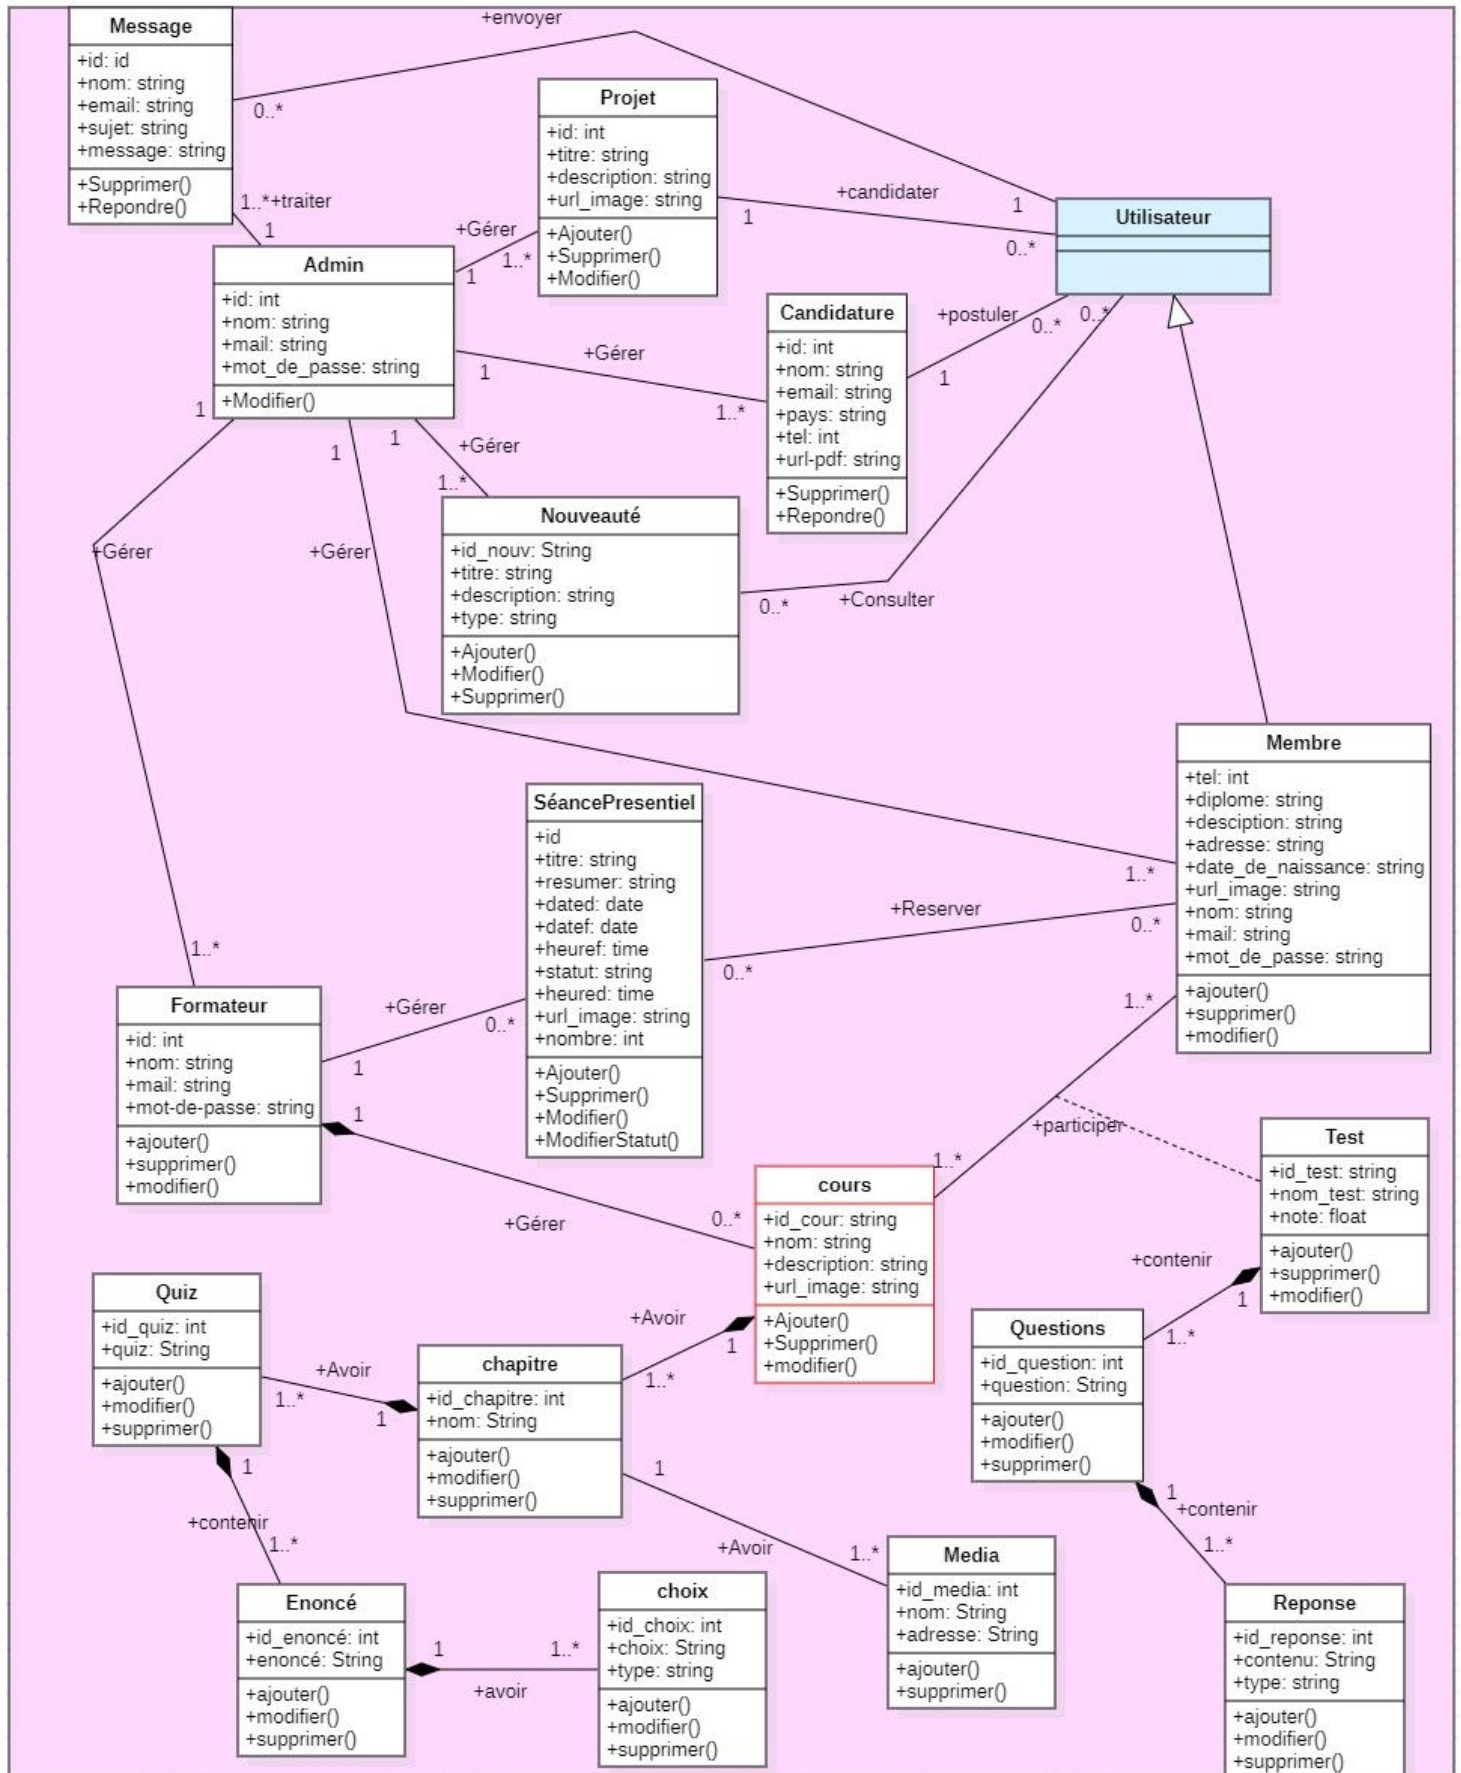 +envoyer
Message
+id: id
+nom: string
+email: string
+sujet: string
+message: string
+Supprimer()
+Repondre()
0..*
1..*+traiter
1
Projet
+id: int
+titre: string
+description: string
+url_image: string
+Ajouter()
+Supprimer()
+Modifier()
+candidater
1
1
0..*
Utilisateur
+Gérer
1..*
1
Admin
+id: int
+nom: string
+mail: string
+mot_de_passe: string
+Modifier()
+Gérer
1
1..*
Candidature
+id: int
+nom: string
+email: string
+pays: string
+tel: int
+url-pdf: string
+Supprimer()
+Repondre()
+postuler
0..*
0..*
1
1
1
1
+Gérer
1..*
+Gérer
+Gérer
Nouveauté
+id_nouv: String
+titre: string
+description: string
+type: string
+Ajouter()
+Modifier()
+Supprimer()
0..*
+Consulter
Membre
+tel: int
+diplome: string
+desciption: string
+adresse: string
+date_de_naissance: string
+url_image: string
+nom: string
+mail: string
+mot_de_passe: string
+ajouter()
+supprimer()
+modifier()
1..*
+Reserver
0..*
0..*
1..*
SéancePresentiel
+id
+titre: string
+resumer: string
+dated: date
+datef: date
+heuref: time
+statut: string
+heured: time
+url_image: string
+nombre: int
+Ajouter()
+Supprimer()
+Modifier()
+ModifierStatut()
1..*
Formateur
+id: int
+nom: string
+mail: string
+mot-de-passe: string
+ajouter()
+supprimer()
+modifier()
+Gérer
0..*
1
1
+Gérer
0..*
+participer
1..*
Test
+id_test: string
+nom_test: string
+note: float
+ajouter()
+supprimer()
+modifier()
cours
+id_cour: string
+nom: string
+description: string
+url_image: string
+Ajouter()
+Supprimer()
+modifier()
+contenir
1
1..*
Quiz
+id_quiz: int
+quiz: String
+ajouter()
+modifier()
+supprimer()
+Avoir
1..*
1
chapitre
+id_chapitre: int
+nom: String
+ajouter()
+modifier()
+supprimer()
+Avoir
1
1..*
Questions
+id_question: int
+question: String
+ajouter()
+modifier()
+supprimer()
1
+contenir
1..*
1
+contenir
1..*
1
+Avoir
1..*
Media
+id_media: int
+nom: String
+adresse: String
+ajouter()
+supprimer()
Enoncé
+id_enoncé: int
+enoncé: String
+ajouter()
+modifier()
+supprimer()
1
1..*
+avoir
choix
+id_choix: int
+choix: String
+type: string
+ajouter()
+modifier()
+supprimer()
Reponse
+id_reponse: int
+contenu: String
+type: string
+ajouter()
+modifier()
+supprimer()